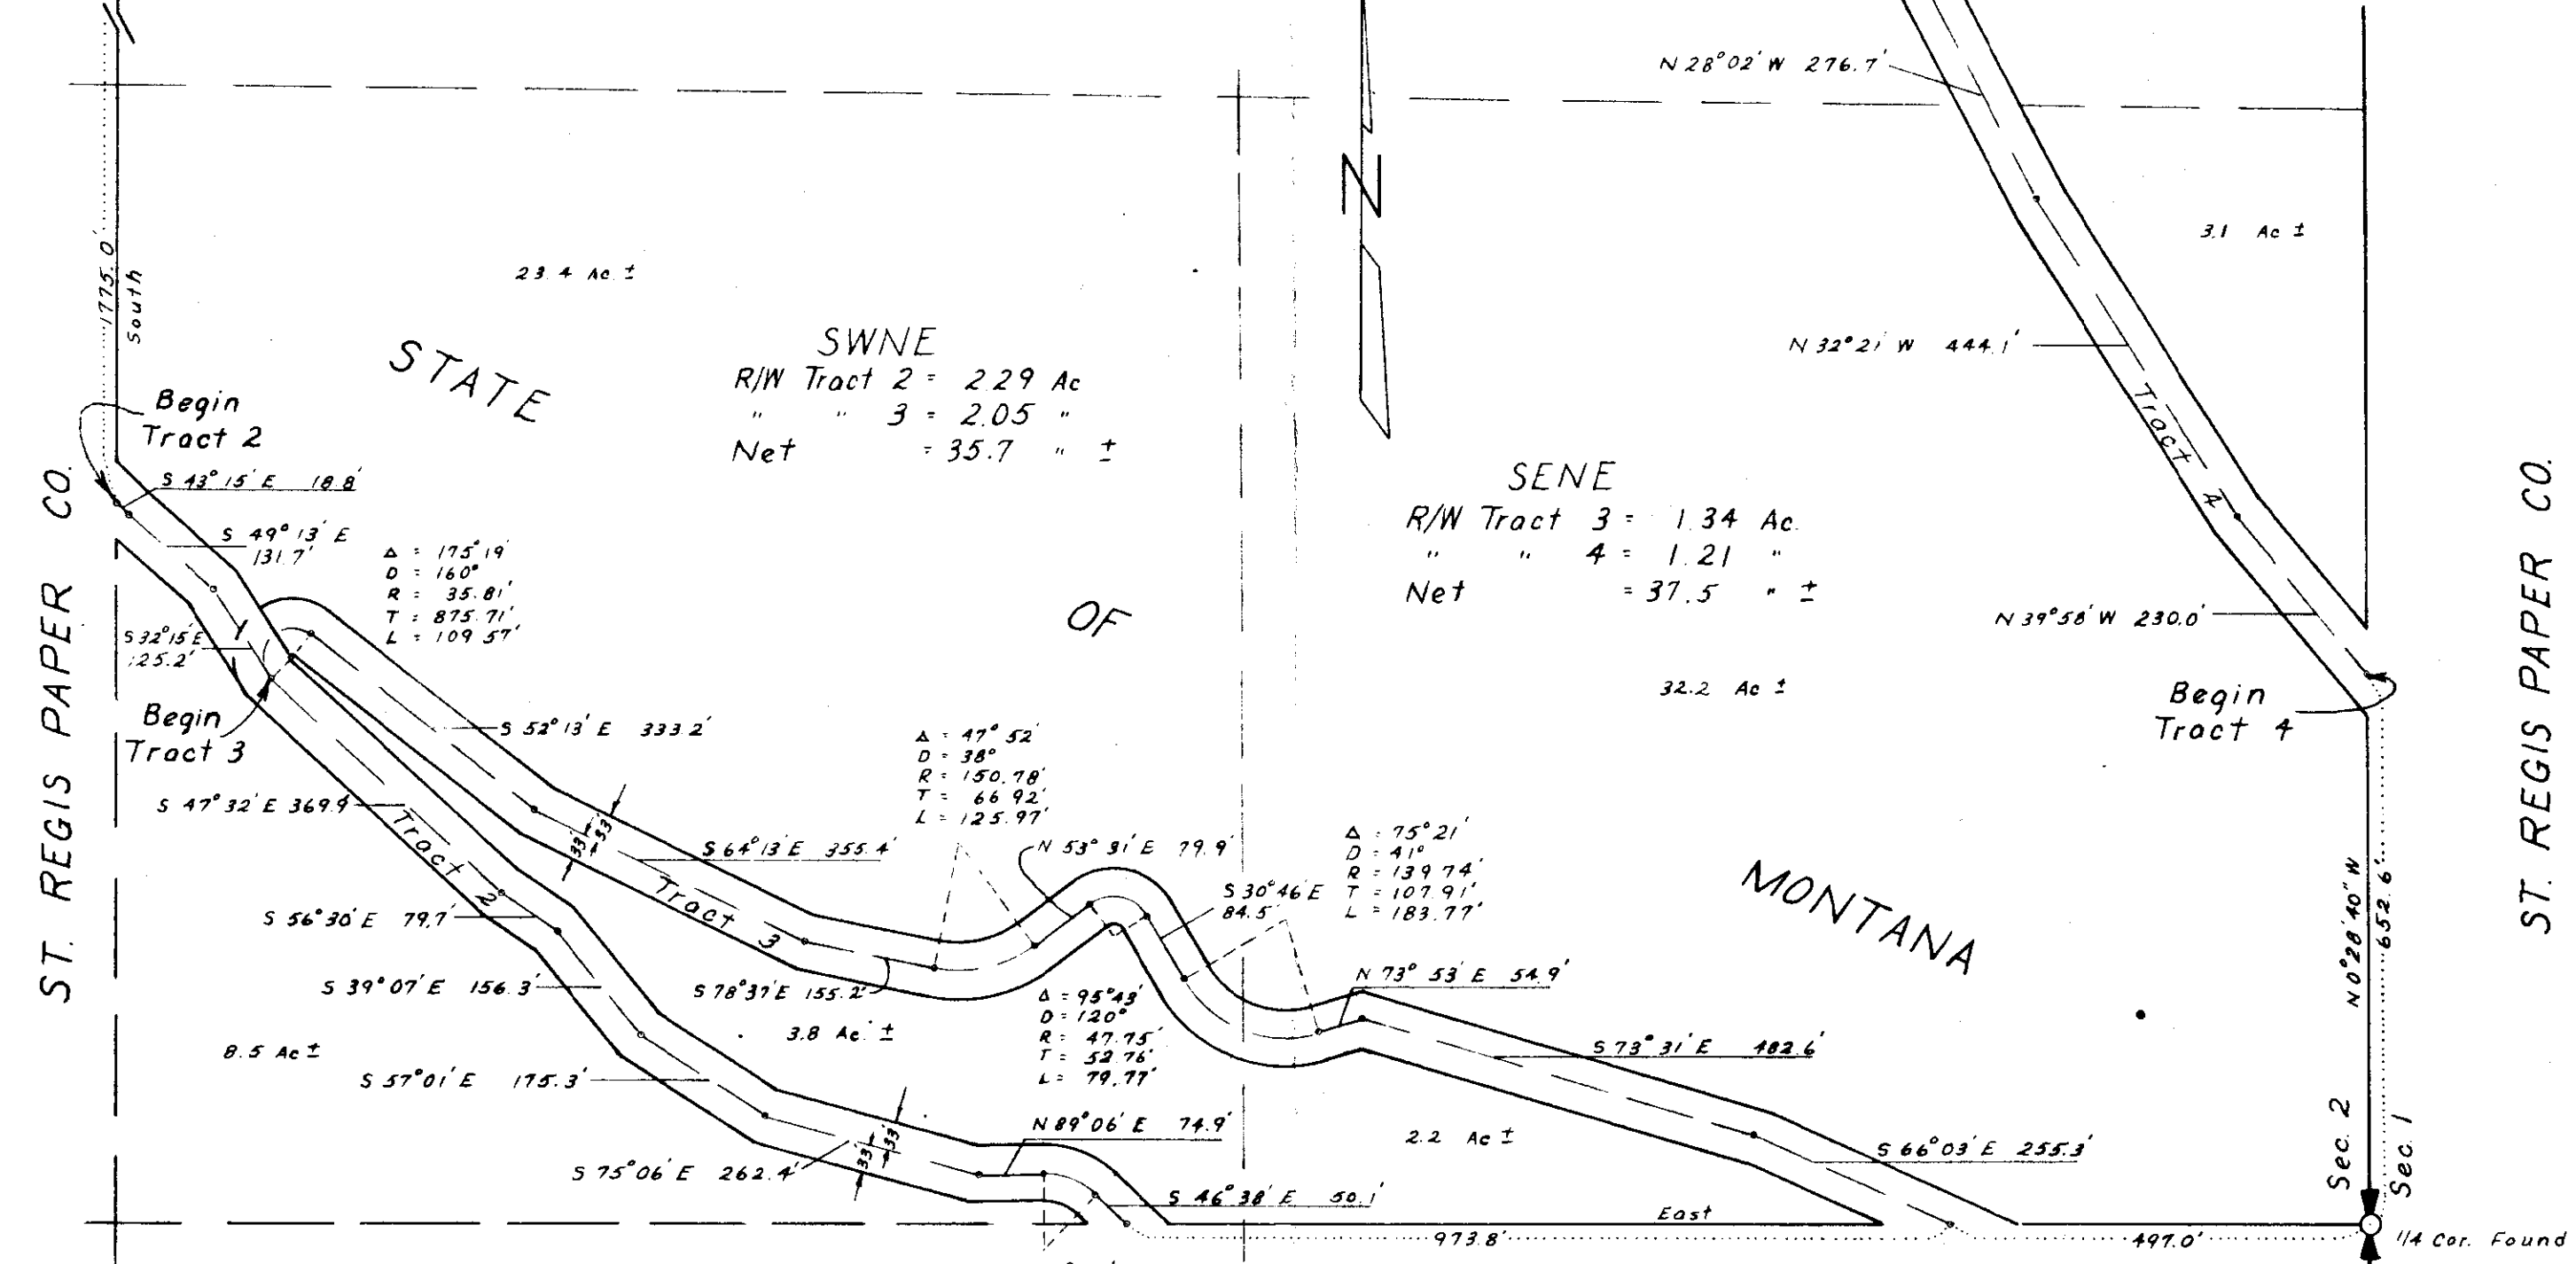 N 28°02' W 276.7'
3.1 Ac ±
1775.0'
South
23.4 Ac. ±
N
STATE
SWNE
R/W Tract 2 = 2.29 Ac
" " 3 = 2.05 "
Net = 35.7 " ±
N 32°21' W 444.1'
Tract 4
Begin
Tract 2
S 43°15' E 18.8'
S 49°13' E
131.7'
Δ = 175°19'
D = 160°
R = 35.81'
T = 875.71'
L = 109.57'
SENE
R/W Tract 3 = 1.34 Ac.
" " 4 = 1.21 "
Net = 37.5 " ±
ST. REGIS PAPER CO.
ST. REGIS PAPER CO.
OF
N 39°58' W 230.0'
S 32°15' E
125.2'
32.2 Ac ±
Begin
Tract 4
Begin
Tract 3
S 52°13' E 333.2'
Δ = 47°52'
D = 38°
R = 150.78'
T = 66.92'
L = 125.97'
S 47°32' E 369.9'
Tract 2
33'
33'
S 64°13' E 355.4'
N 53°31' E 79.9'
Δ = 75°21'
D = 41°
R = 139.74'
T = 107.91'
L = 183.77'
S 30°46' E
84.5'
MONTANA
N 0°28'40" W
652.6'
Tract 3
S 56°30' E 79.7'
S 39°07' E 156.3'
S 78°37' E 155.2'
N 73°53' E 54.9'
Δ = 95°43'
D = 120°
R = 47.75'
T = 52.76'
L = 79.77'
3.8 Ac. ±
8.5 Ac ±
S 57°01' E 175.3'
S 73°31' E 482.6'
N 89°06' E 74.9'
2.2 Ac ±
33'
33'
S 75°06' E 262.4'
S 66°03' E 255.3'
S 46°38' E 50.1'
East
Sec. 2
Sec. 1
973.8'
497.0'
1/4 Cor. Found